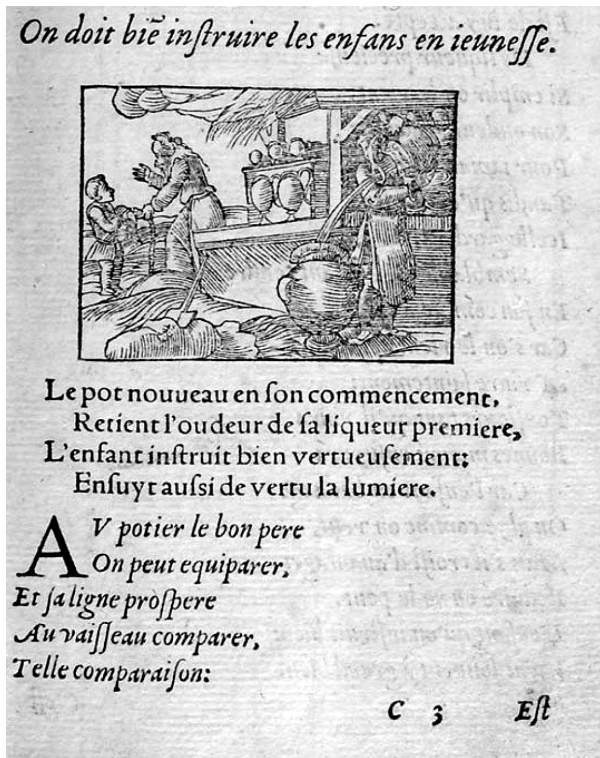 On doit biẽ inſtruire les enfans en ieuneſſe.
Le pot nouueau en ſon commencement,
Retient l'oudeur de ſa liqueur premiere,
L'enfant inſtruit bien vertueuſement:
Enſuyt auſsi de vertu la lumiere.
AV potier le bon pere
On peut equiparer,
Et ſa ligne proſpere
Au vaiſſeau comparer,
Telle comparaiſon:
C 3 Eſt